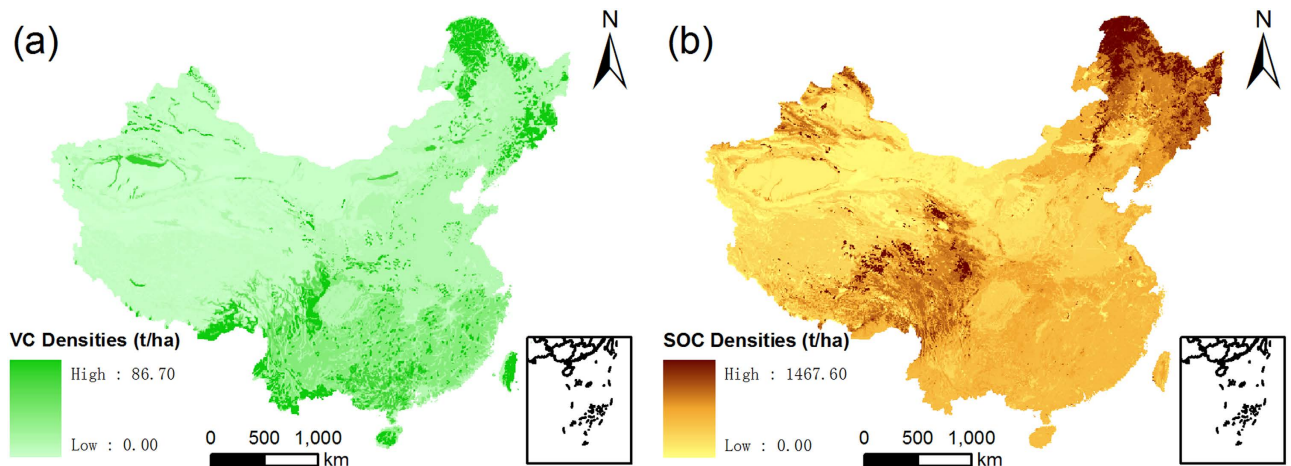 (a)
N
VC Densities (t/ha)
High : 86.70
Low : 0.00
0 500 1,000
km
(b)
N
SOC Densities (t/ha)
High : 1467.60
Low : 0.00
0 500 1,000
km